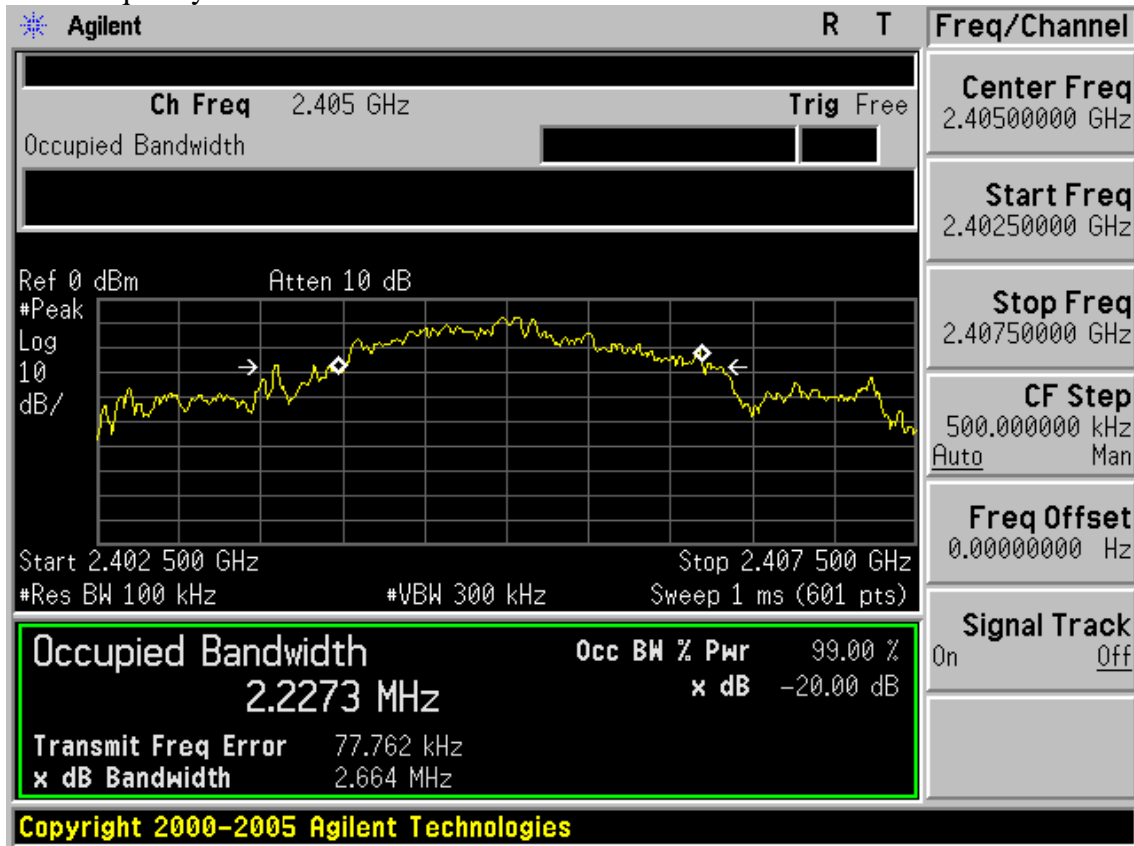 Agilent R T
Freq/Channel
Ch Freq 2.405 GHz Trig Free
Occupied Bandwidth
Center Freq
2.40500000 GHz
Start Freq
2.40250000 GHz
Stop Freq
2.40750000 GHz
CF Step
500.000000 kHz
Auto Man
Freq Offset
0.00000000 Hz
Signal Track
On Off
Ref 0 dBm Atten 10 dB
#Peak
Log
10
dB/
Start 2.402 500 GHz Stop 2.407 500 GHz
#Res BW 100 kHz #VBW 300 kHz Sweep 1 ms (601 pts)
Occupied Bandwidth Occ BW % Pwr 99.00 %
2.2273 MHz x dB -20.00 dB
Transmit Freq Error 77.762 kHz
x dB Bandwidth 2.664 MHz
Copyright 2000-2005 Agilent Technologies